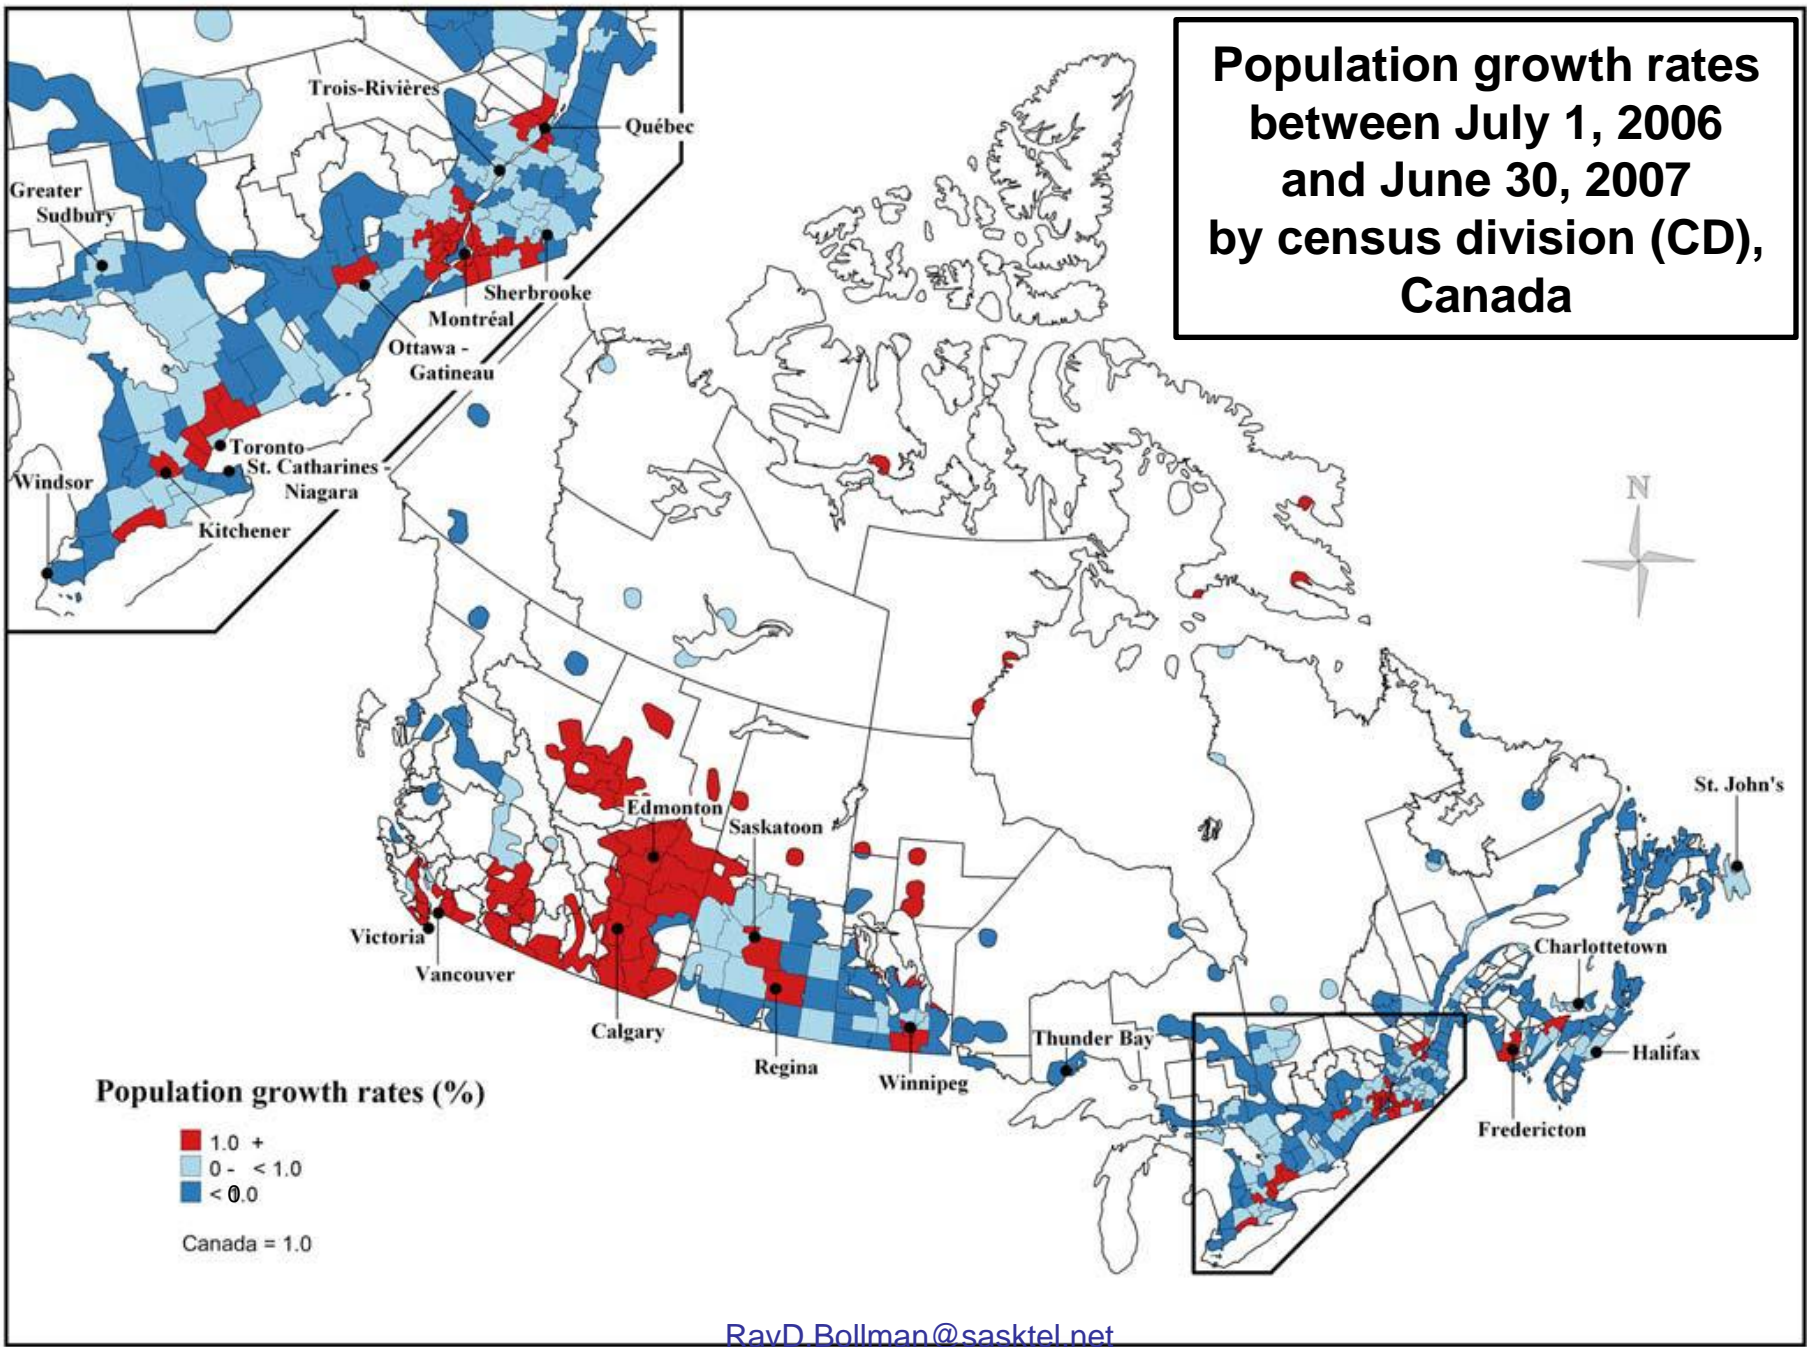 Population growth rates
between July 1, 2006
and June 30, 2007
by census division (CD),
Canada
Trois-Rivières
Québec
Greater
Sudbury
Sherbrooke
Montréal
Ottawa -
Gatineau
Toronto
St. Catharines -
Niagara
Windsor
Kitchener
N
Edmonton
Saskatoon
St. John's
Victoria
Vancouver
Charlottetown
Calgary
Regina
Winnipeg
Thunder Bay
Halifax
Fredericton
Population growth rates (%)
1.0 +
0 - < 1.0
< 0.0
Canada = 1.0
RayD.Bollman@sasktel.net